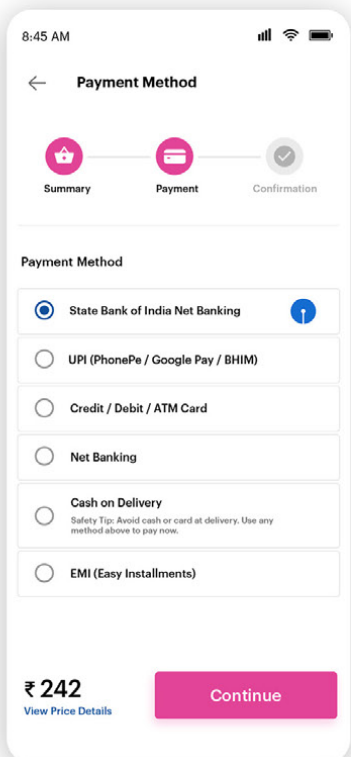 8:45 AM
Payment Method
Summary
Payment
Confirmation
Payment Method
State Bank of India Net Banking
UPI (PhonePe / Google Pay / BHIM)
Credit / Debit / ATM Card
Net Banking
Cash on Delivery
Safety Tip: Avoid cash or card at delivery. Use any
method above to pay now.
EMI (Easy Installments)
₹ 242
View Price Details
Continue